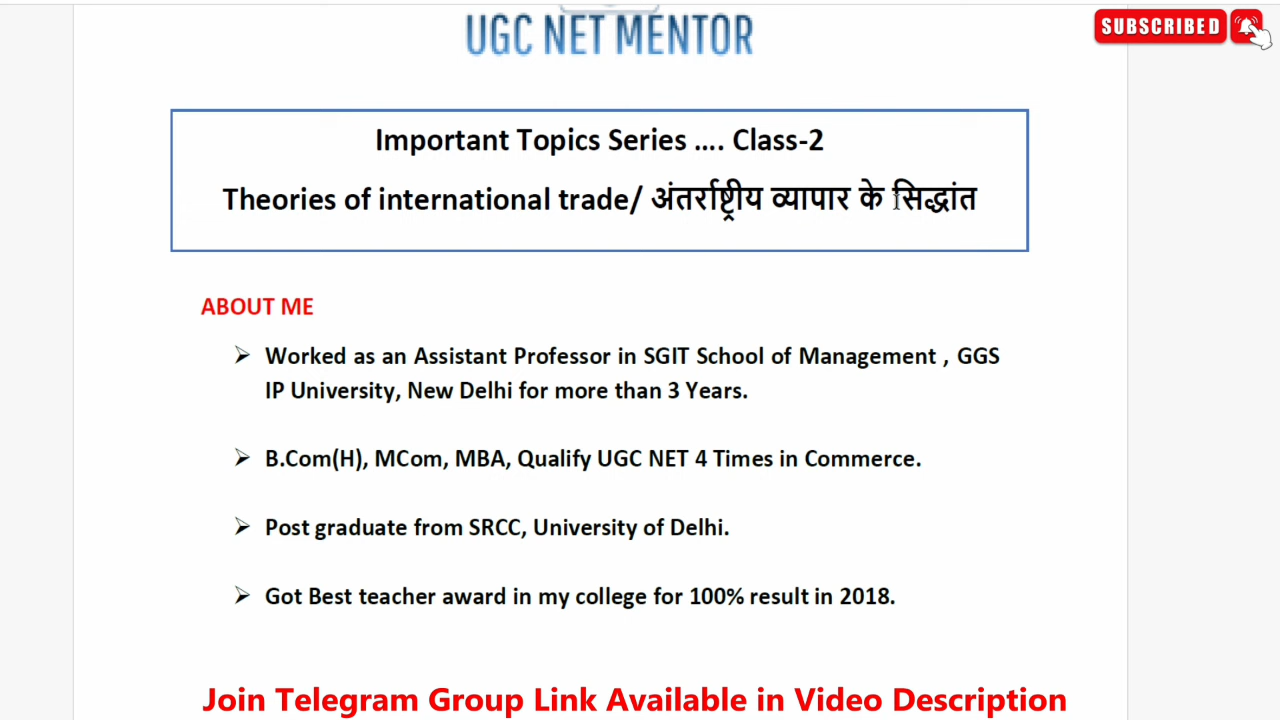 UGC NET MENTOR
SUBSCRIBED
Important Topics Series .... Class-2
Theories of international trade/ अंतर्राष्ट्रीय व्यापार के सिद्धांत
ABOUT ME
➢ Worked as an Assistant Professor in SGIT School of Management , GGS
IP University, New Delhi for more than 3 Years.
➢ B.Com(H), MCom, MBA, Qualify UGC NET 4 Times in Commerce.
➢ Post graduate from SRCC, University of Delhi.
➢ Got Best teacher award in my college for 100% result in 2018.
Join Telegram Group Link Available in Video Description